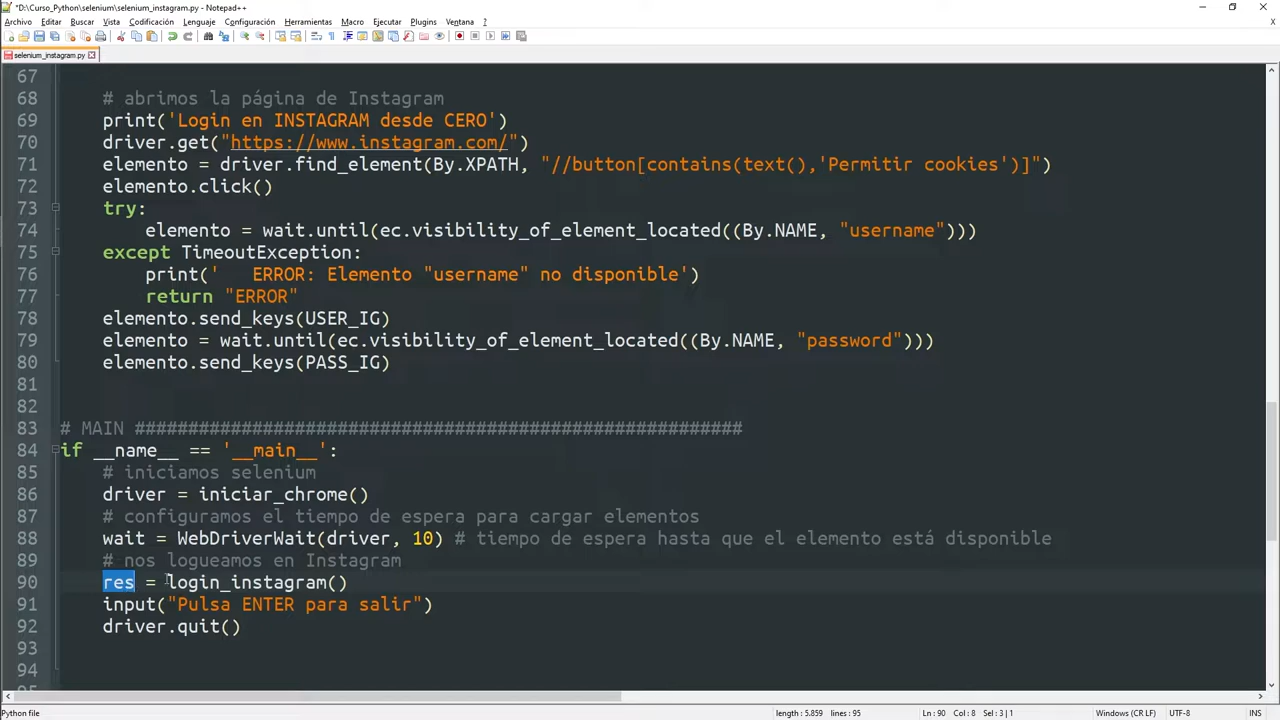 *D:\Curso_Python\selenium\selenium_instagram.py - Notepad++
Archivo Editar Buscar Vista Codificación Lenguaje Configuración Herramientas Macro Ejecutar Plugins Ventana ?
selenium_instagram.py
67
68 # abrimos la página de Instagram
69 print('Login en INSTAGRAM desde CERO')
70 driver.get("https://www.instagram.com/")
71 elemento = driver.find_element(By.XPATH, "//button[contains(text(),'Permitir cookies')]")
72 elemento.click()
73 try:
74 elemento = wait.until(ec.visibility_of_element_located((By.NAME, "username")))
75 except TimeoutException:
76 print('   ERROR: Elemento "username" no disponible')
77 return "ERROR"
78 elemento.send_keys(USER_IG)
79 elemento = wait.until(ec.visibility_of_element_located((By.NAME, "password")))
80 elemento.send_keys(PASS_IG)
81
82
83 # MAIN #########################################################
84 if __name__ == '__main__':
85 # iniciamos selenium
86 driver = iniciar_chrome()
87 # configuramos el tiempo de espera para cargar elementos
88 wait = WebDriverWait(driver, 10) # tiempo de espera hasta que el elemento está disponible
89 # nos logueamos en Instagram
90 res = login_instagram()
91 input("Pulsa ENTER para salir")
92 driver.quit()
93
94
Python file length : 5.859 lines : 95 Ln : 90 Col : 8 Sel : 3 | 1 Windows (CR LF) UTF-8 INS